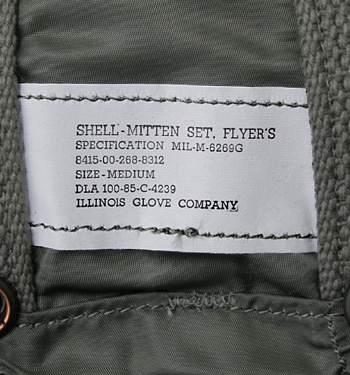 SHELL-MITTEN SET, FLYER'S
SPECIFICATION MIL-M-6269G
8415-00-268-8312
SIZE-MEDIUM
DLA 100-85-C-4239
ILLINOIS GLOVE COMPANY